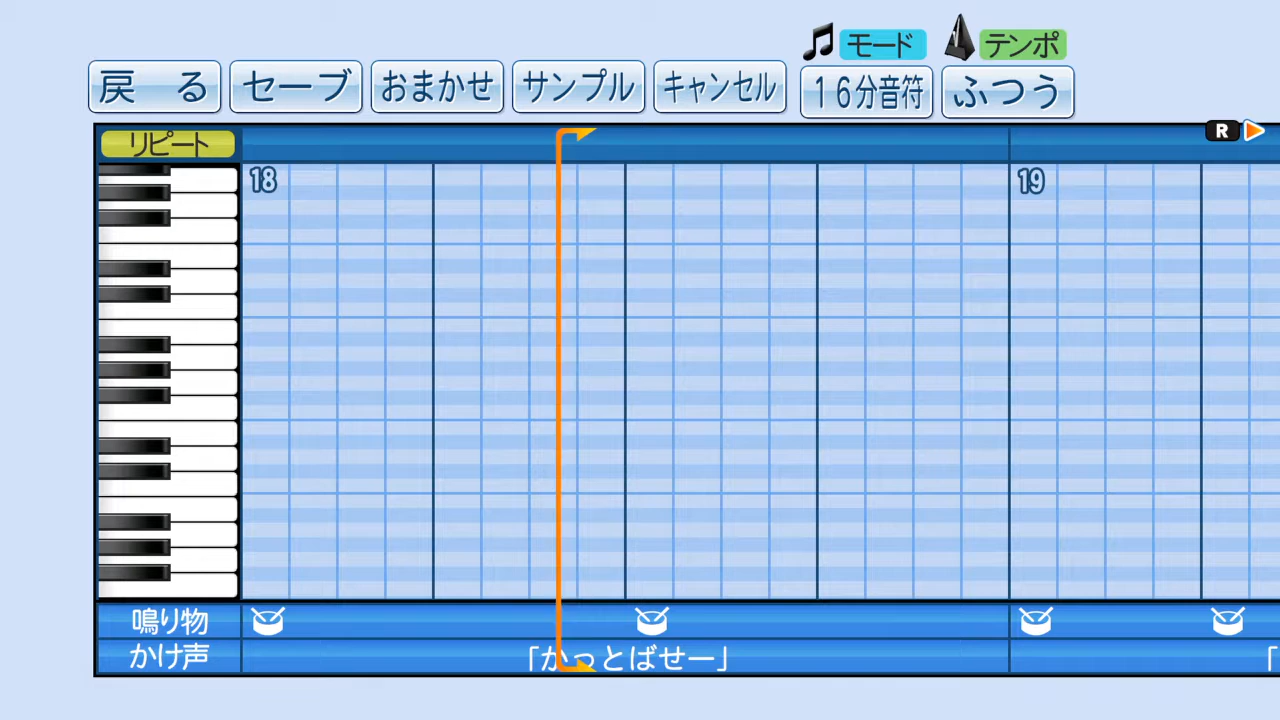 モード テンポ
戻る セーブ おまかせ サンプル キャンセル 16分音符 ふつう
リピート R
18 19
鳴り物
かけ声 「かっとばせー」 「